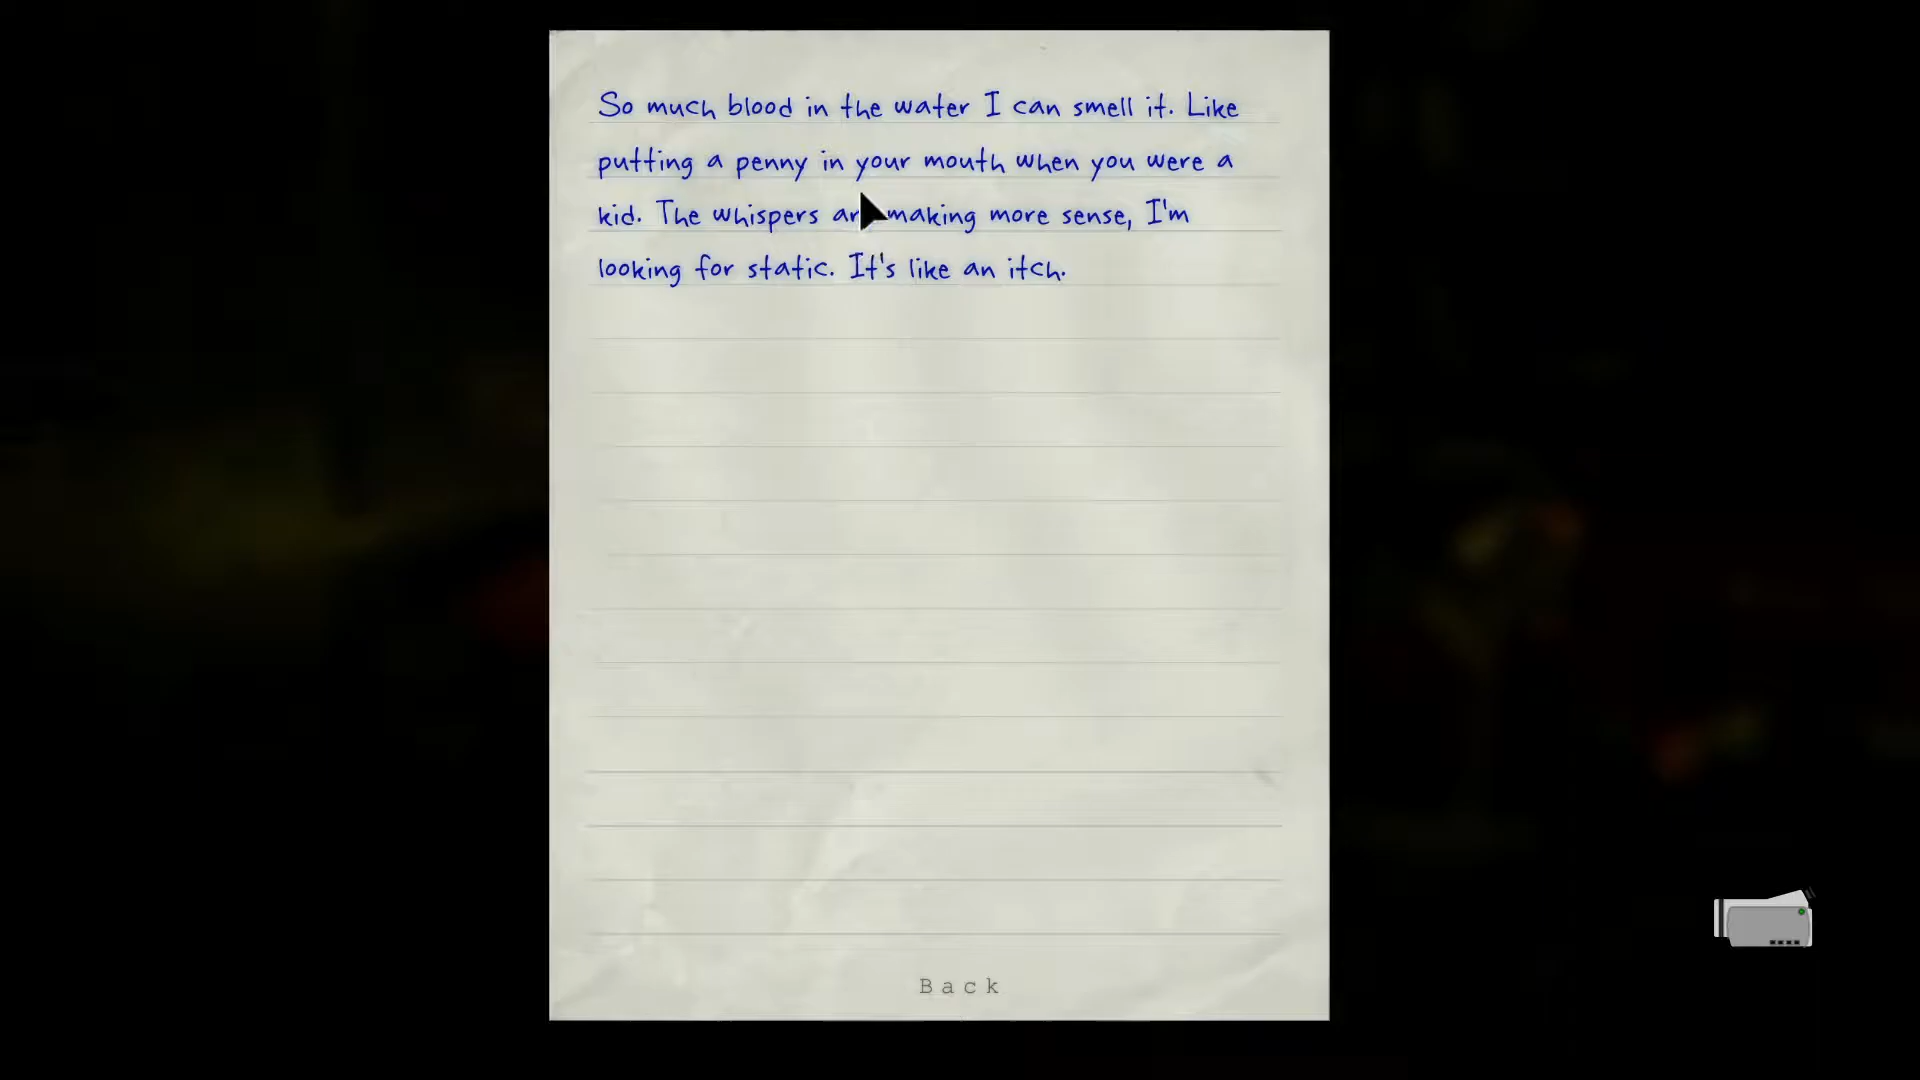 So much blood in the water I can smell it. Like
putting a penny in your mouth when you were a
kid. The whispers are making more sense, I'm
looking for static. It's like an itch.
Back